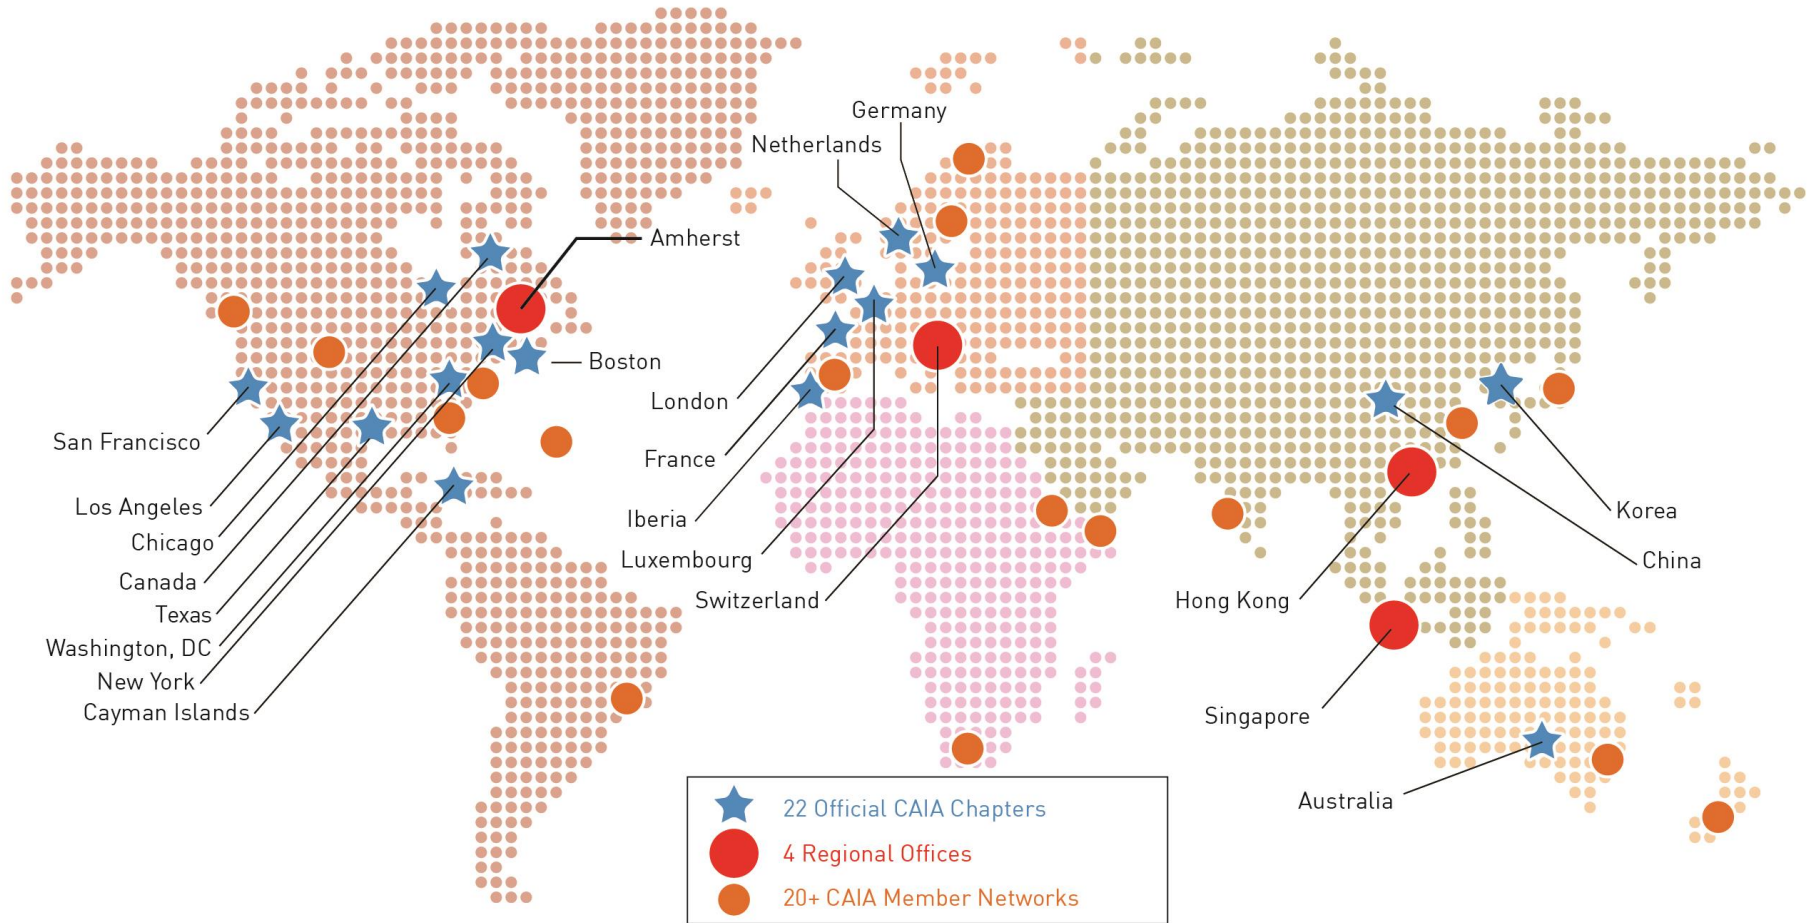 Germany
Netherlands
Amherst
Boston
London
San Francisco
France
Los Angeles
Iberia
Korea
Chicago
Luxembourg
China
Canada
Switzerland
Hong Kong
Texas
Washington, DC
New York
Cayman Islands
Singapore
Australia
22 Official CAIA Chapters
4 Regional Offices
20+ CAIA Member Networks